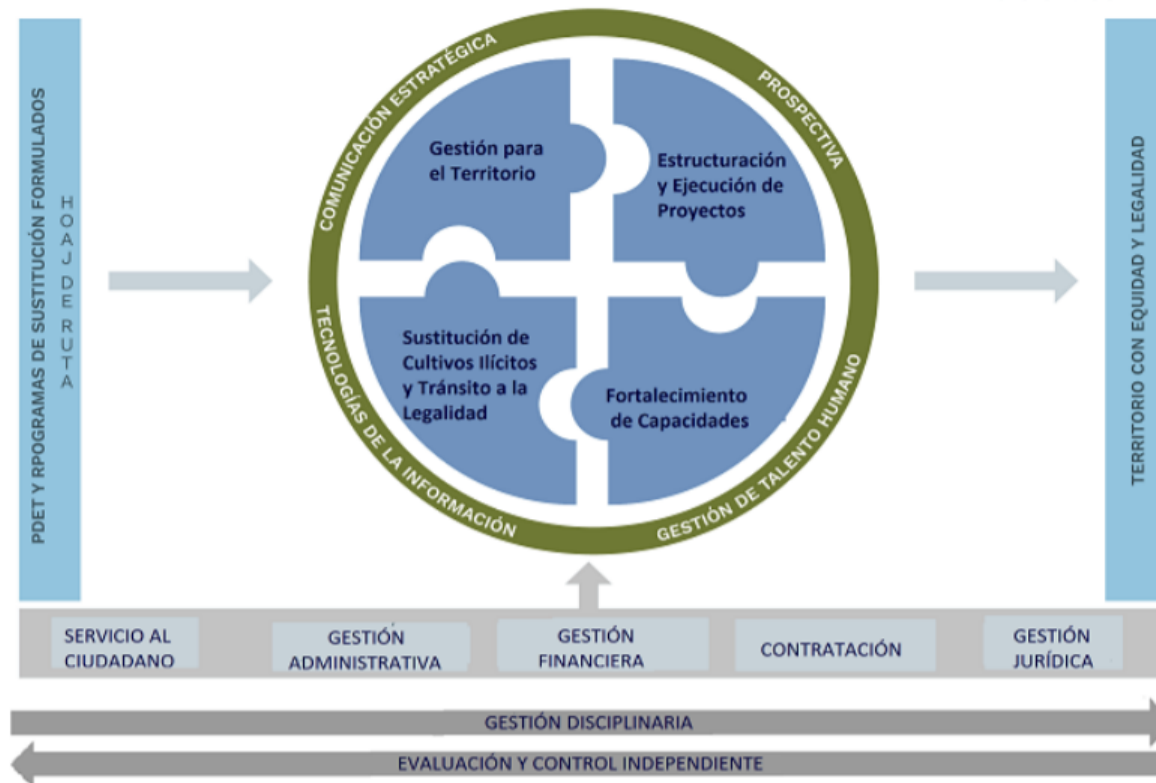 PDET Y RPOGRAMAS DE SUSTITUCIÓN FORMULADOS
HOAJ DE RUTA
COMUNICACIÓN ESTRATÉGICA
PROSPECTIVA
TECNOLOGÍAS DE LA INFORMACIÓN
GESTIÓN DE TALENTO HUMANO
Gestión para
el Territorio
Estructuración
y Ejecución de
Proyectos
Sustitución de
Cultivos Ilícitos
y Tránsito a la
Legalidad
Fortalecimiento
de Capacidades
TERRITORIO CON EQUIDAD Y LEGALIDAD
SERVICIO AL
CIUDADANO
GESTIÓN
ADMINISTRATIVA
GESTIÓN
FINANCIERA
CONTRATACIÓN
GESTIÓN
JURÍDICA
GESTIÓN DISCIPLINARIA
EVALUACIÓN Y CONTROL INDEPENDIENTE